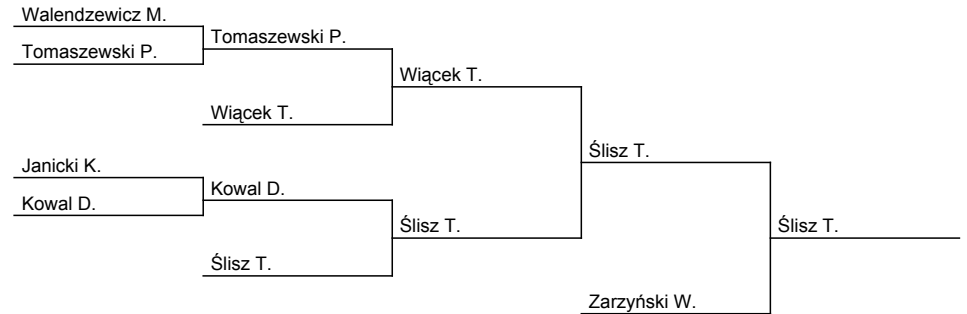 Walendzewicz M.
Tomaszewski P.
Tomaszewski P.
Wiącek T.
Wiącek T.
Janicki K.
Ślisz T.
Kowal D.
Kowal D.
Ślisz T.
Ślisz T.
Ślisz T.
Zarzyński W.